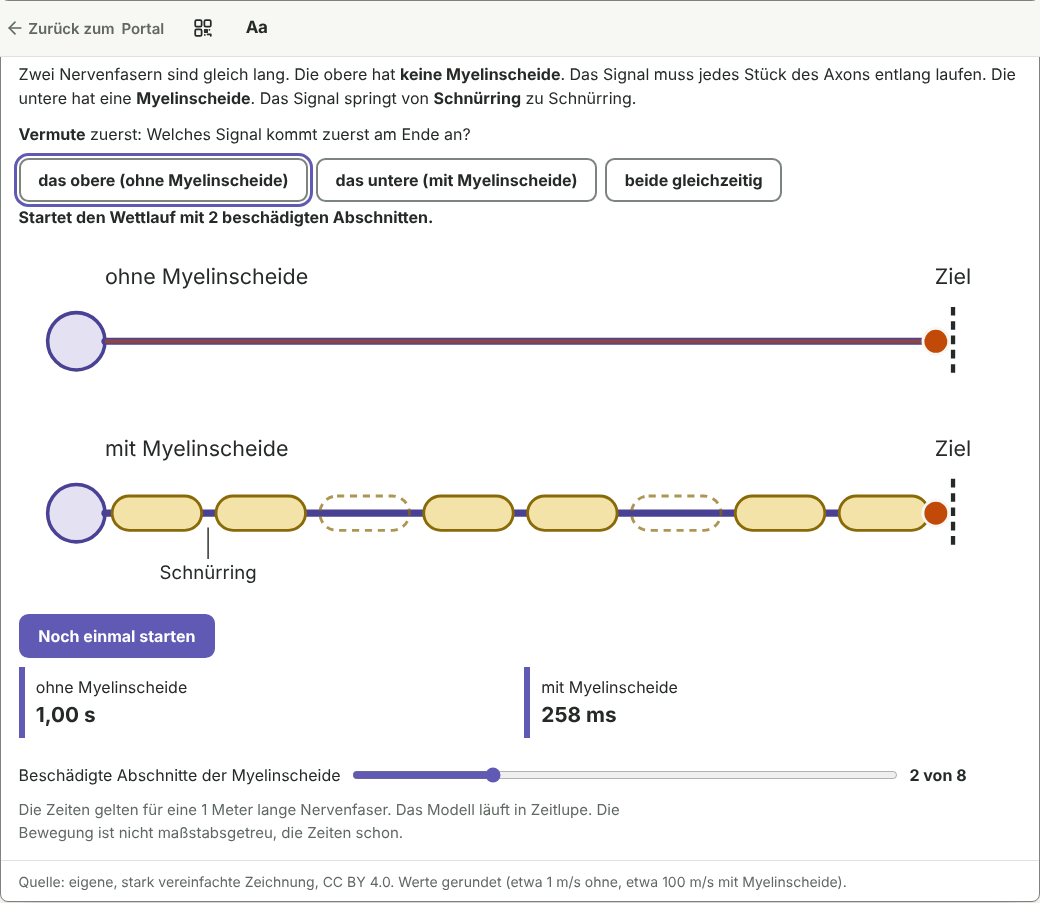 Zurück zum Portal Aa
Zwei Nervenfasern sind gleich lang. Die obere hat keine Myelinscheide. Das Signal muss jedes Stück des Axons entlang laufen. Die
untere hat eine Myelinscheide. Das Signal springt von Schnürring zu Schnürring.
Vermute zuerst: Welches Signal kommt zuerst am Ende an?
das obere (ohne Myelinscheide) das untere (mit Myelinscheide) beide gleichzeitig
Startet den Wettlauf mit 2 beschädigten Abschnitten.
ohne Myelinscheide Ziel
mit Myelinscheide Ziel
Schnürring
Noch einmal starten
ohne Myelinscheide mit Myelinscheide
1,00 s 258 ms
Beschädigte Abschnitte der Myelinscheide 2 von 8
Die Zeiten gelten für eine 1 Meter lange Nervenfaser. Das Modell läuft in Zeitlupe. Die
Bewegung ist nicht maßstabsgetreu, die Zeiten schon.
Quelle: eigene, stark vereinfachte Zeichnung, CC BY 4.0. Werte gerundet (etwa 1 m/s ohne, etwa 100 m/s mit Myelinscheide).